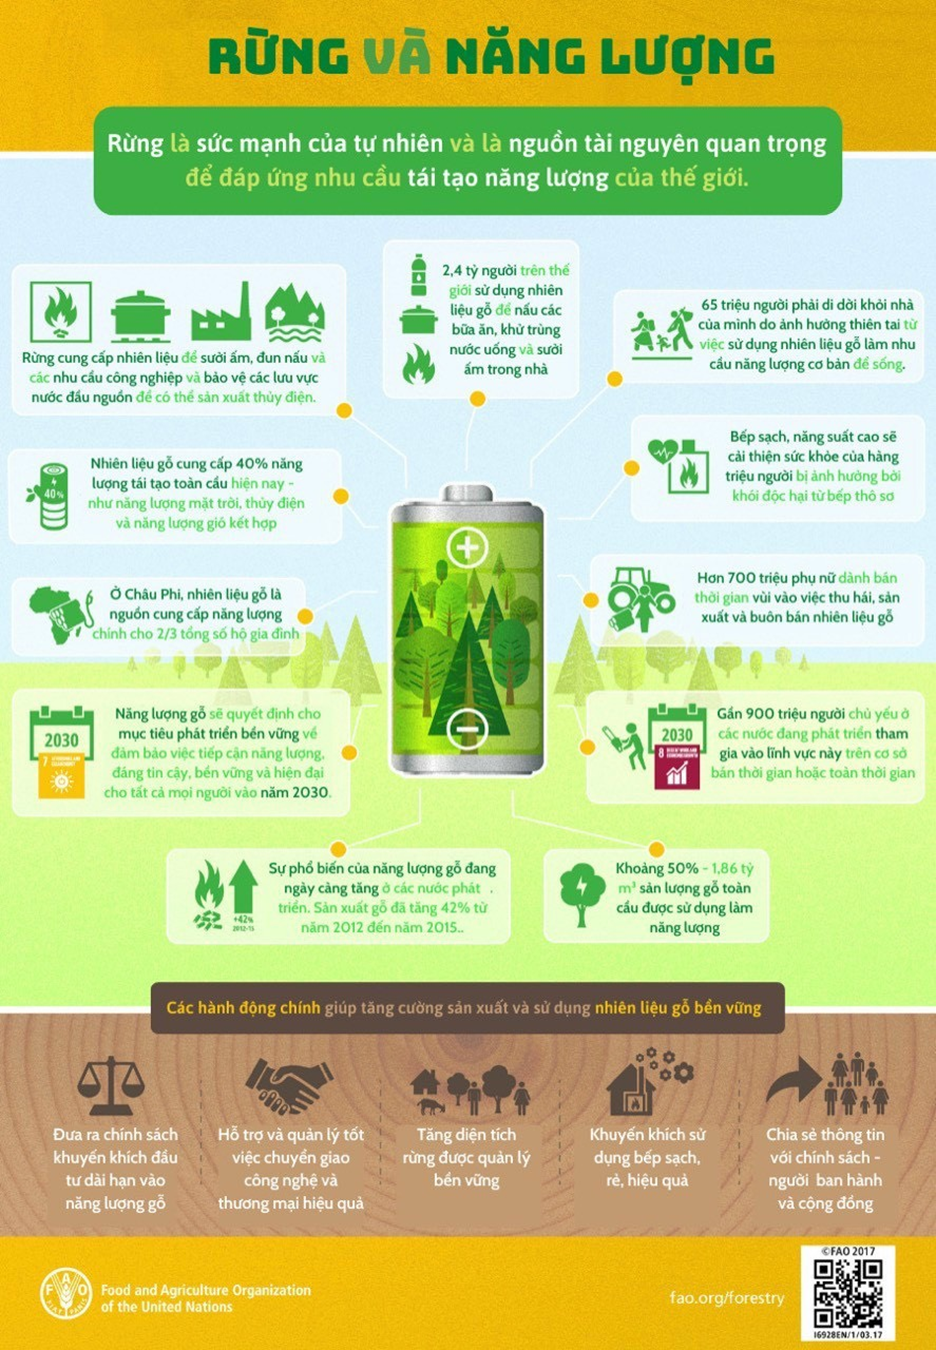 RỪNG VÀ NĂNG LƯỢNG
Rừng là sức mạnh của tự nhiên và là nguồn tài nguyên quan trọng
để đáp ứng nhu cầu tái tạo năng lượng của thế giới.
Rừng cung cấp nhiên liệu để sưởi ấm, đun nấu và
các nhu cầu công nghiệp và bảo vệ các lưu vực
nước đầu nguồn để có thể sản xuất thủy điện.
2,4 tỷ người trên thế
giới sử dụng nhiên
liệu gỗ để nấu các
bữa ăn, khử trùng
nước uống và sưởi
ấm trong nhà
65 triệu người phải di dời khỏi nhà
của mình do ảnh hưởng thiên tai từ
việc sử dụng nhiên liệu gỗ làm nhu
cầu năng lượng cơ bản để sống.
40%
Nhiên liệu gỗ cung cấp 40% năng
lượng tái tạo toàn cầu hiện nay -
như năng lượng mặt trời, thủy điện
và năng lượng gió kết hợp
Bếp sạch, năng suất cao sẽ
cải thiện sức khỏe của hàng
triệu người bị ảnh hưởng bởi
khói độc hại từ bếp thô sơ
Ở Châu Phi, nhiên liệu gỗ là
nguồn cung cấp năng lượng
chính cho 2/3 tổng số hộ gia đình
Hơn 700 triệu phụ nữ dành bán
thời gian vùi vào việc thu hái, sản
xuất và buôn bán nhiên liệu gỗ
2030
7
Năng lượng gỗ sẽ quyết định cho
mục tiêu phát triển bền vững về
đảm bảo việc tiếp cận năng lượng,
đáng tin cậy, bền vững và hiện đại
cho tất cả mọi người vào năm 2030.
2030
8
Gần 900 triệu người chủ yếu ở
các nước đang phát triển tham
gia vào lĩnh vực này trên cơ sở
bán thời gian hoặc toàn thời gian
+42%
2012-15
Sự phổ biến của năng lượng gỗ đang
ngày càng tăng ở các nước phát .
triển. Sản xuất gỗ đã tăng 42% từ
năm 2012 đến năm 2015..
Khoảng 50% - 1,86 tỷ
m³ sản lượng gỗ toàn
cầu được sử dụng làm
năng lượng
Các hành động chính giúp tăng cường sản xuất và sử dụng nhiên liệu gỗ bền vững
Đưa ra chính sách
khuyến khích đầu
tư dài hạn vào
năng lượng gỗ
Hỗ trợ và quản lý tốt
việc chuyển giao
công nghệ và
thương mại hiệu quả
Tăng diện tích
rừng được quản lý
bền vững
Khuyến khích sử
dụng bếp sạch,
rẻ, hiệu quả
Chia sẻ thông tin
với chính sách -
người ban hành
và cộng đồng
FAO
FIAT PANIS
Food and Agriculture Organization
of the United Nations
fao.org/forestry
©FAO 2017
I6928EN/1/03.17